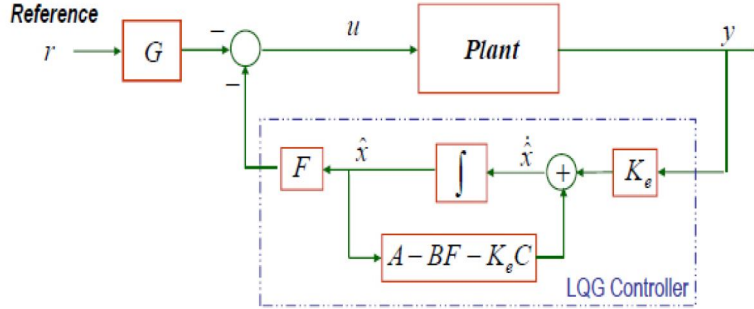 Reference
r
G
−
−
u
Plant
y
F
x̂
∫
x̂̇
+
K_e
A − BF − K_eC
LQG Controller